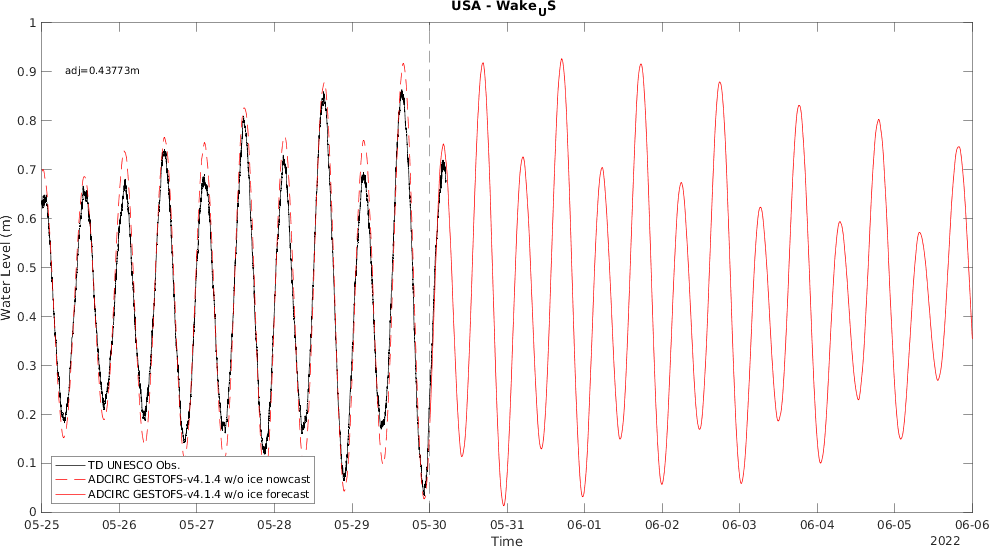 USA - Wake_US
1
0.9
0.8
0.7
0.6
0.5
0.4
0.3
0.2
0.1
0
adj=0.43773m
Water Level (m)
TD UNESCO Obs.
ADCIRC GESTOFS-v4.1.4 w/o ice nowcast
ADCIRC GESTOFS-v4.1.4 w/o ice forecast
05-25 05-26 05-27 05-28 05-29 05-30 05-31 06-01 06-02 06-03 06-04 06-05 06-06
Time
2022